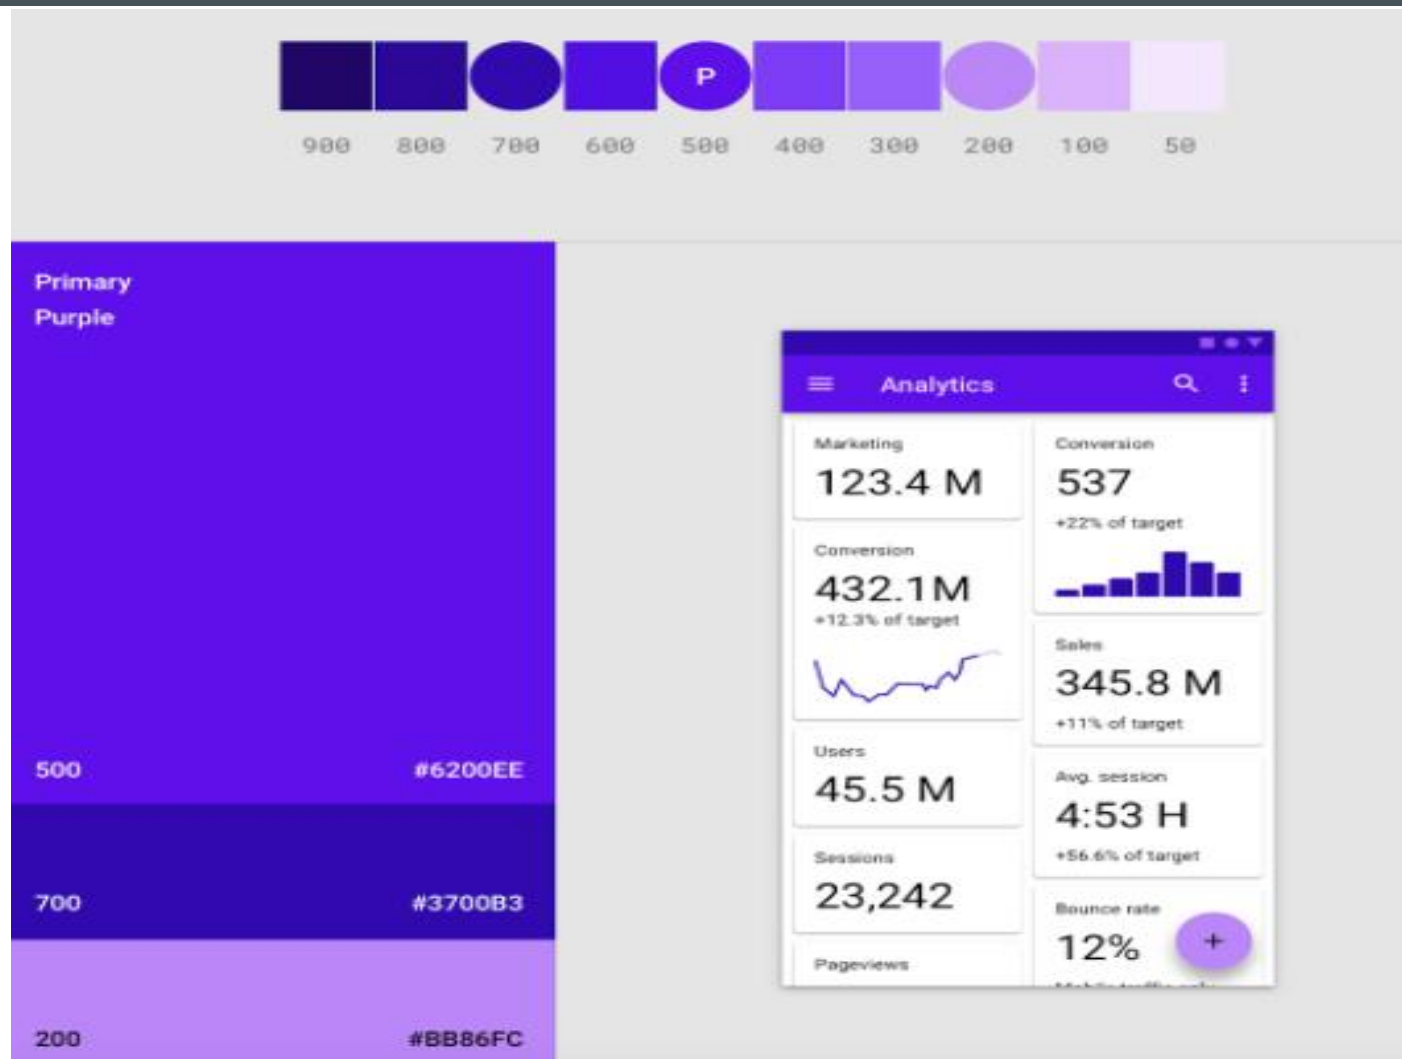 P
900 800 700 600 500 400 300 200 100 50
Primary
Purple
500 #6200EE
700 #3700B3
200 #BB86FC
Analytics
Marketing
123.4 M
Conversion
432.1M
+12.3% of target
Users
45.5 M
Sessions
23,242
Pageviews
Conversion
537
+22% of target
Sales
345.8 M
+11% of target
Avg. session
4:53 H
+56.6% of target
Bounce rate
12%
+